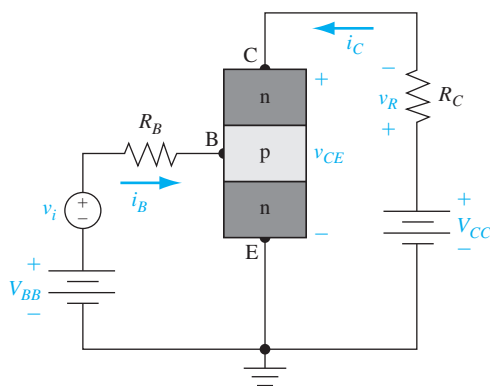 C
i_C
n
+
−
v_R
R_C
+
R_B
B
p
v_CE
i_B
n
v_i
+
−
−
E
+
V_CC
−
+
V_BB
−